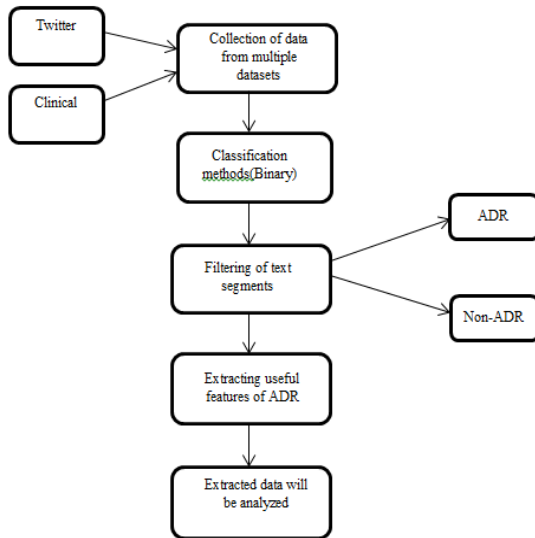 Twitter
Clinical
Collection of data
from multiple
datasets
Classification
methods(Binary)
Filtering of text
segments
ADR
Non-ADR
Extracting useful
features of ADR
Extracted data will
be analyzed